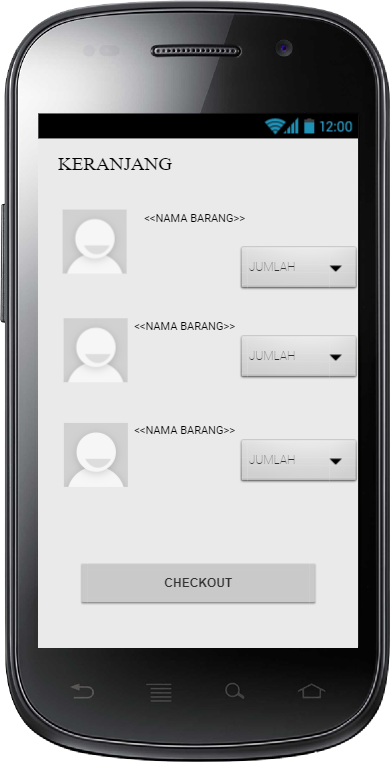 12:00
KERANJANG
<<NAMA BARANG>>
JUMLAH
<<NAMA BARANG>>
JUMLAH
<<NAMA BARANG>>
JUMLAH
CHECKOUT